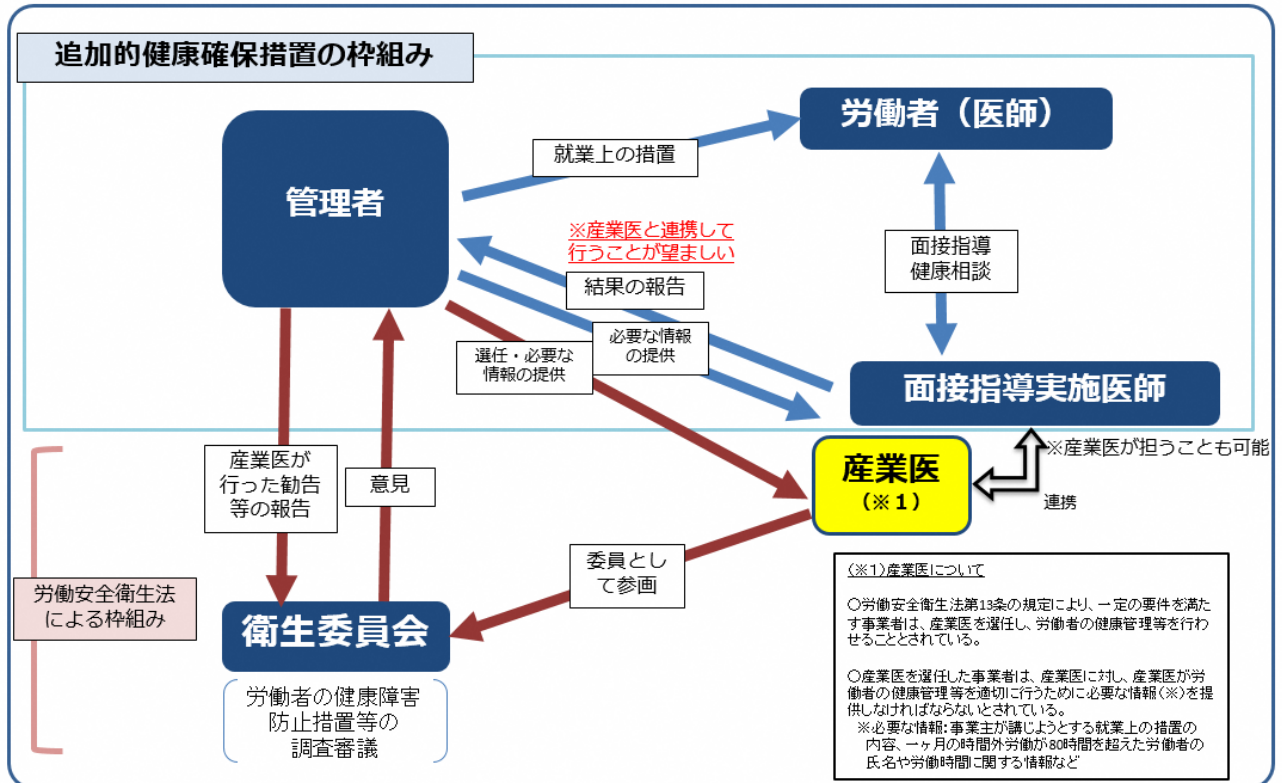 追加的健康確保措置の枠組み
管理者
労働者（医師）
就業上の措置
※産業医と連携して
行うことが望ましい
結果の報告
面接指導
健康相談
必要な情報
の提供
選任・必要な
情報の提供
面接指導実施医師
※産業医が担うことも可能
産業医
（※１）
連携
産業医が
行った勧告
等の報告
意見
委員とし
て参画
労働安全衛生法
による枠組み
衛生委員会
労働者の健康障害
防止措置等の
調査審議
(※1)産業医について
○労働安全衛生法第13条の規定により、一定の要件を満た
す事業者は、産業医を選任し、労働者の健康管理等を行わ
せることとされている。
○産業医を選任した事業者は、産業医に対し、産業医が労
働者の健康管理等を適切に行うために必要な情報(※)を提
供しなければならないとされている。
※必要な情報:事業主が講じようとする就業上の措置の
内容、一ヶ月の時間外労働が80時間を超えた労働者の
氏名や労働時間に関する情報など